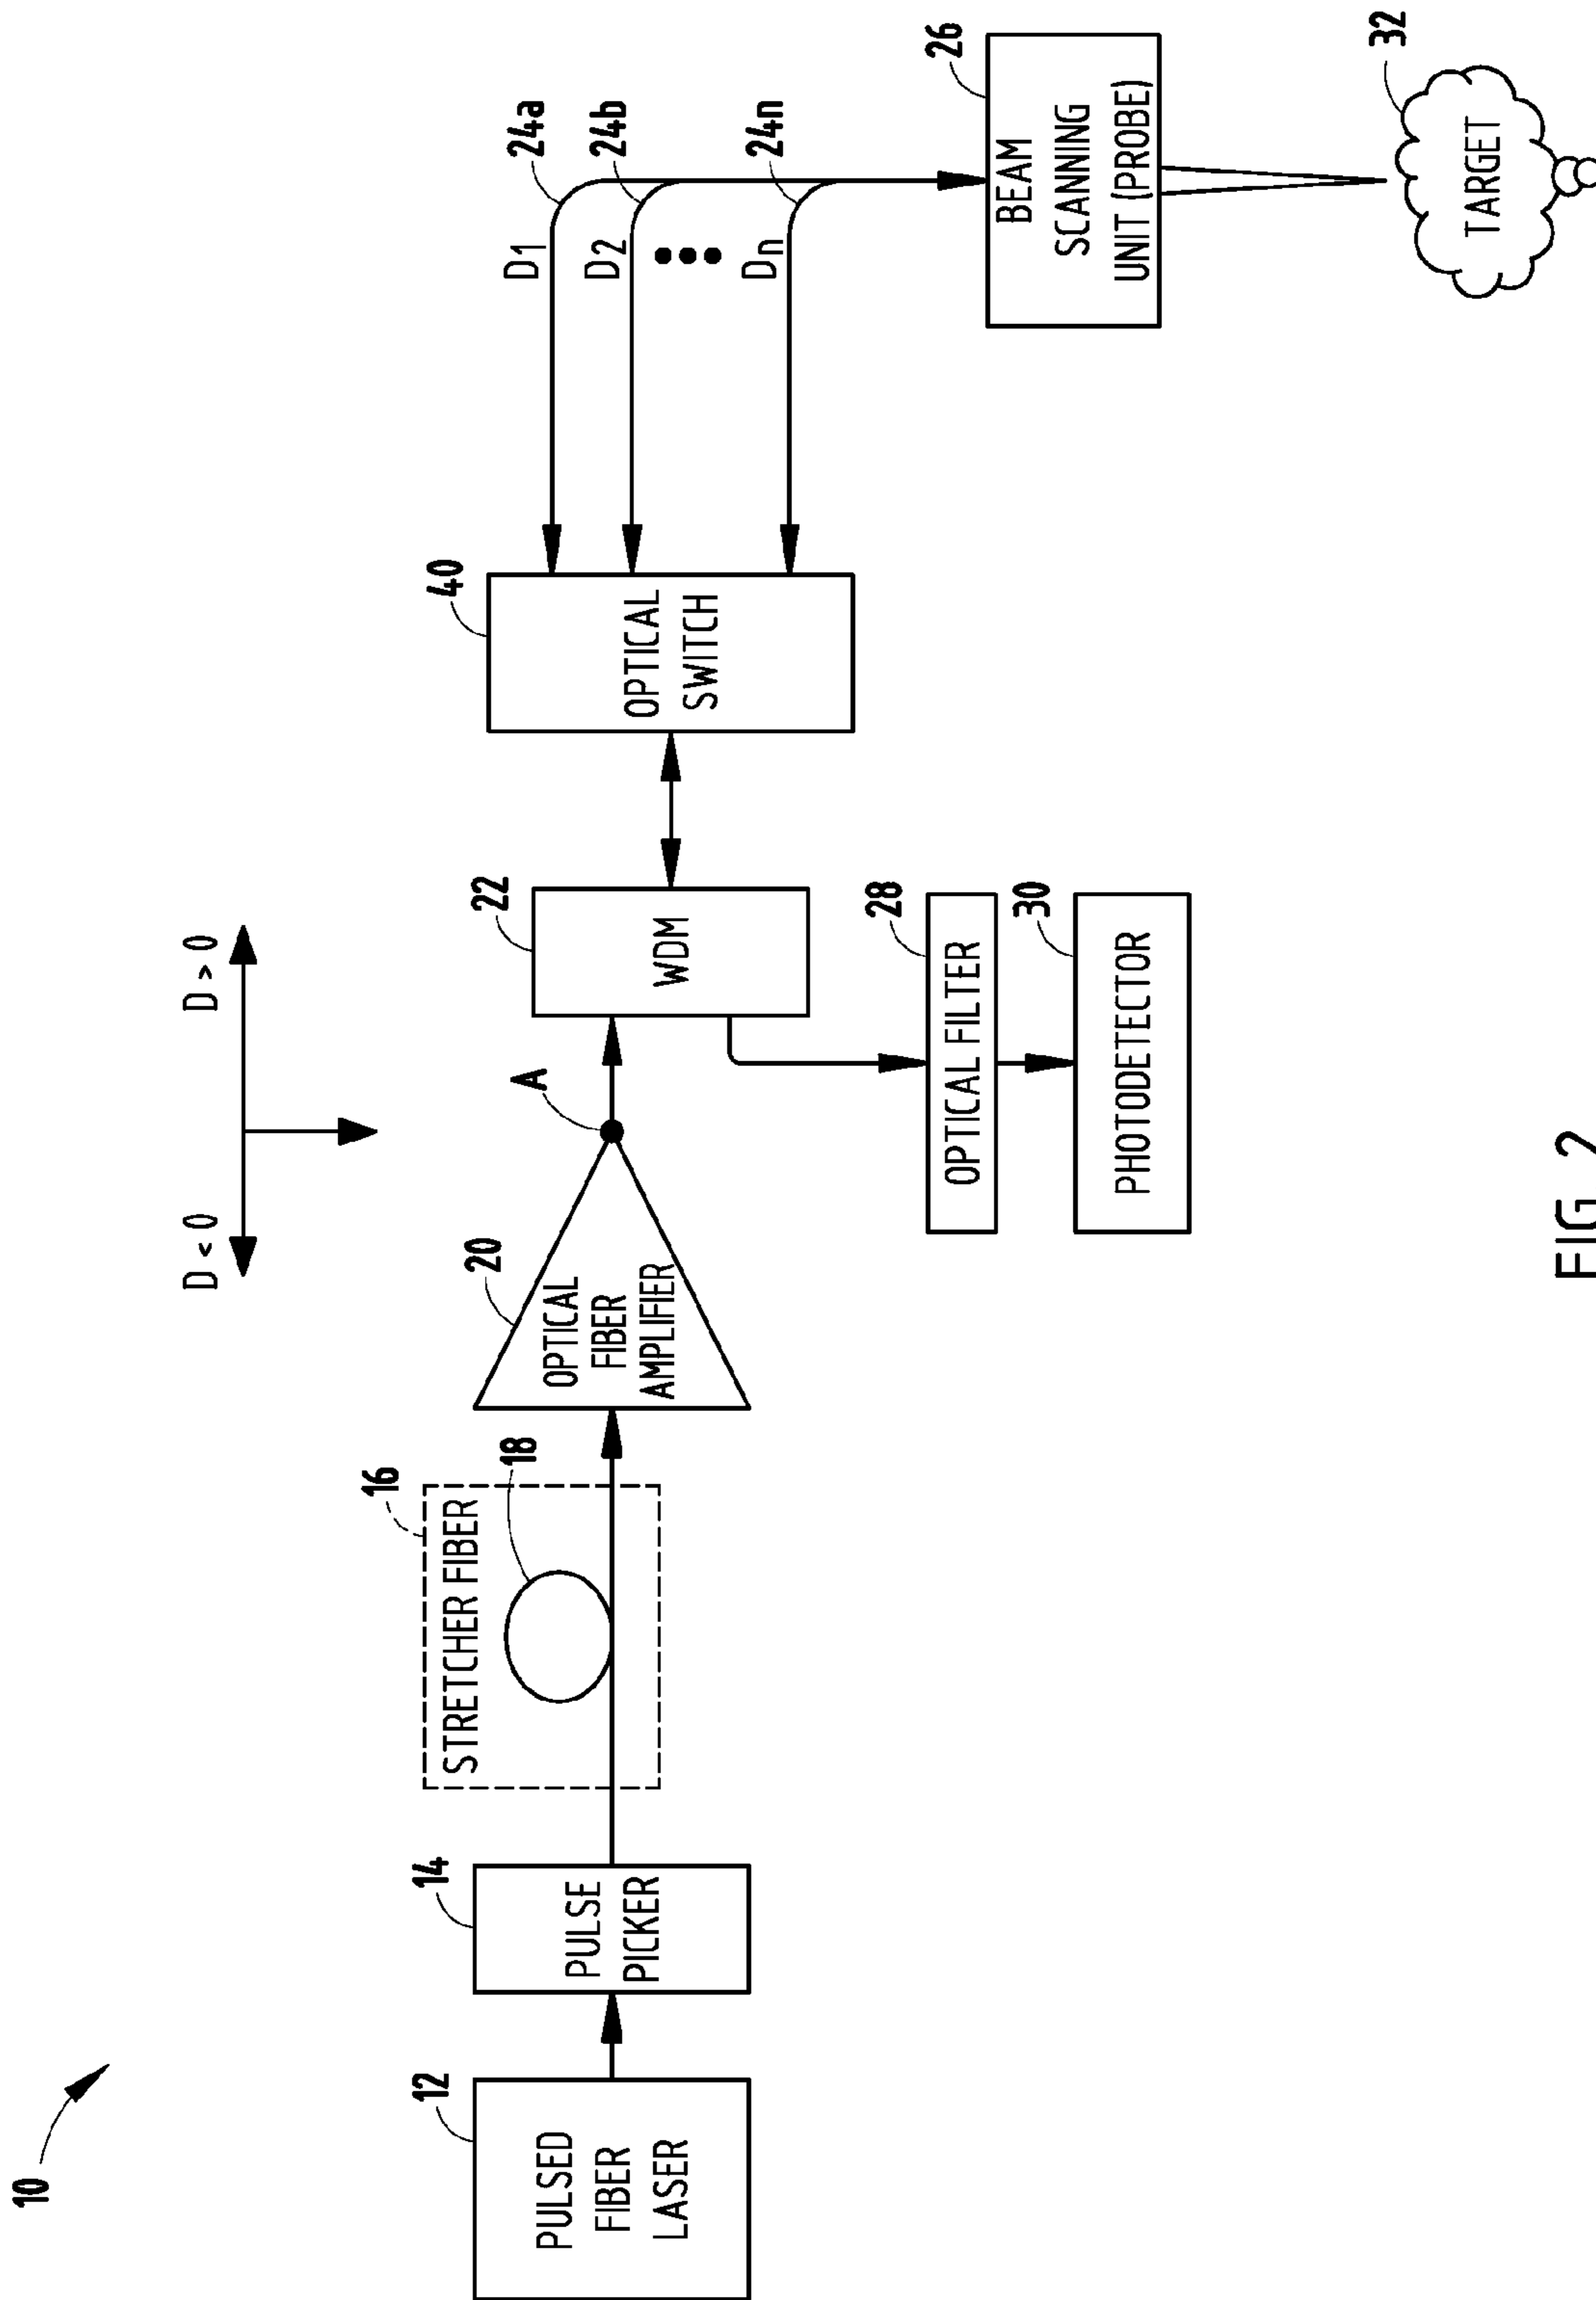 10
D < 0
D > 0
12
PULSED
FIBER
LASER
14
PULSE
PICKER
16
STRETCHER FIBER
18
20
OPTICAL
FIBER
AMPLIFIER
A
22
WDM
40
OPTICAL
SWITCH
D1
24a
D2
24b
Dn
24n
28
OPTICAL FILTER
30
PHOTODETECTOR
26
BEAM
SCANNING
UNIT (PROBE)
32
TARGET
FIG. 2